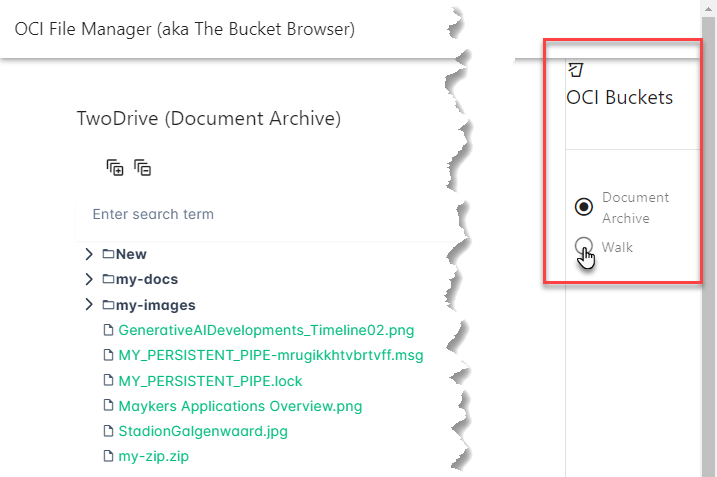 OCI File Manager (aka The Bucket Browser)
TwoDrive (Document Archive)
Enter search term
New
my-docs
my-images
GenerativeAIDevelopments_Timeline02.png
MY_PERSISTENT_PIPE-mrugikkhtvbrtvff.msg
MY_PERSISTENT_PIPE.lock
Maykers Applications Overview.png
StadionGalgenwaard.jpg
my-zip.zip
OCI Buckets
Document
Archive
Walk